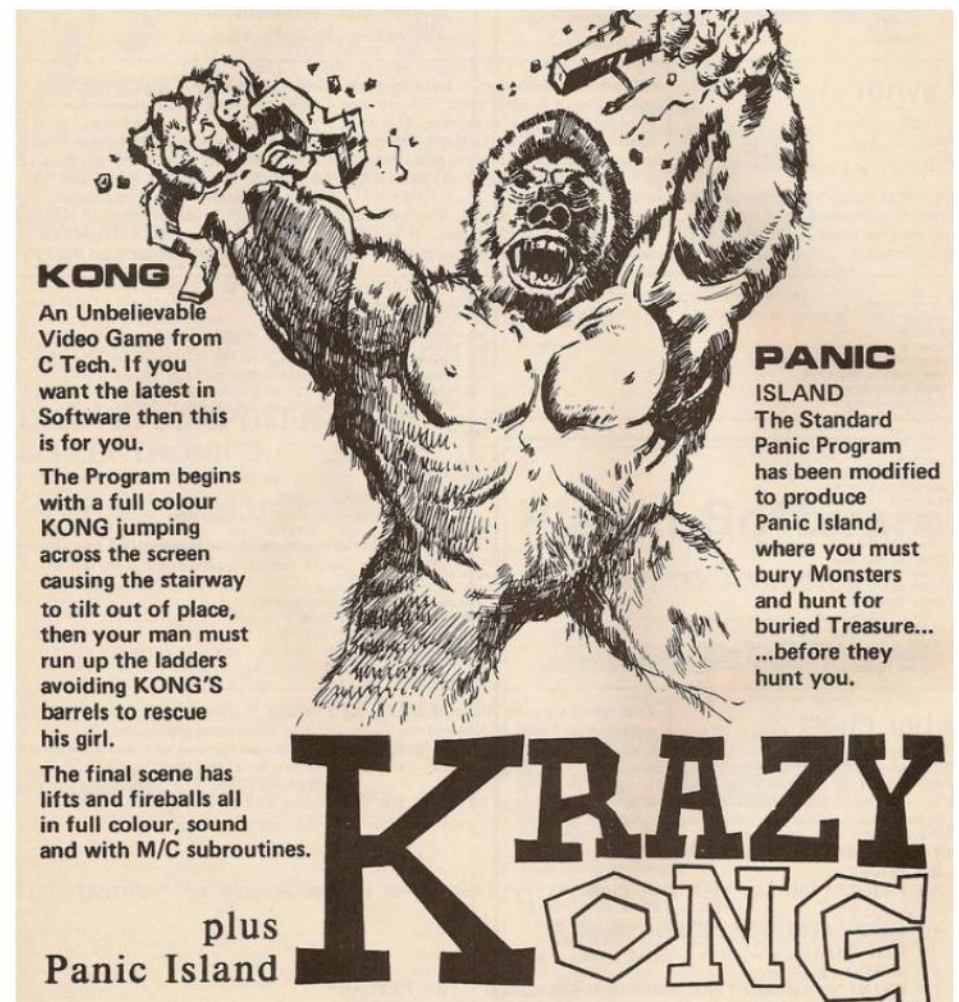 KONG
An Unbelievable
Video Game from
C Tech. If you
want the latest in
Software then this
is for you.
The Program begins
with a full colour
KONG jumping
across the screen
causing the stairway
to tilt out of place,
then your man must
run up the ladders
avoiding KONG'S
barrels to rescue
his girl.
The final scene has
lifts and fireballs all
in full colour, sound
and with M/C subroutines.
PANIC
ISLAND
The Standard
Panic Program
has been modified
to produce
Panic Island,
where you must
bury Monsters
and hunt for
buried Treasure...
...before they
hunt you.
KRAZY
KONG
plus
Panic Island